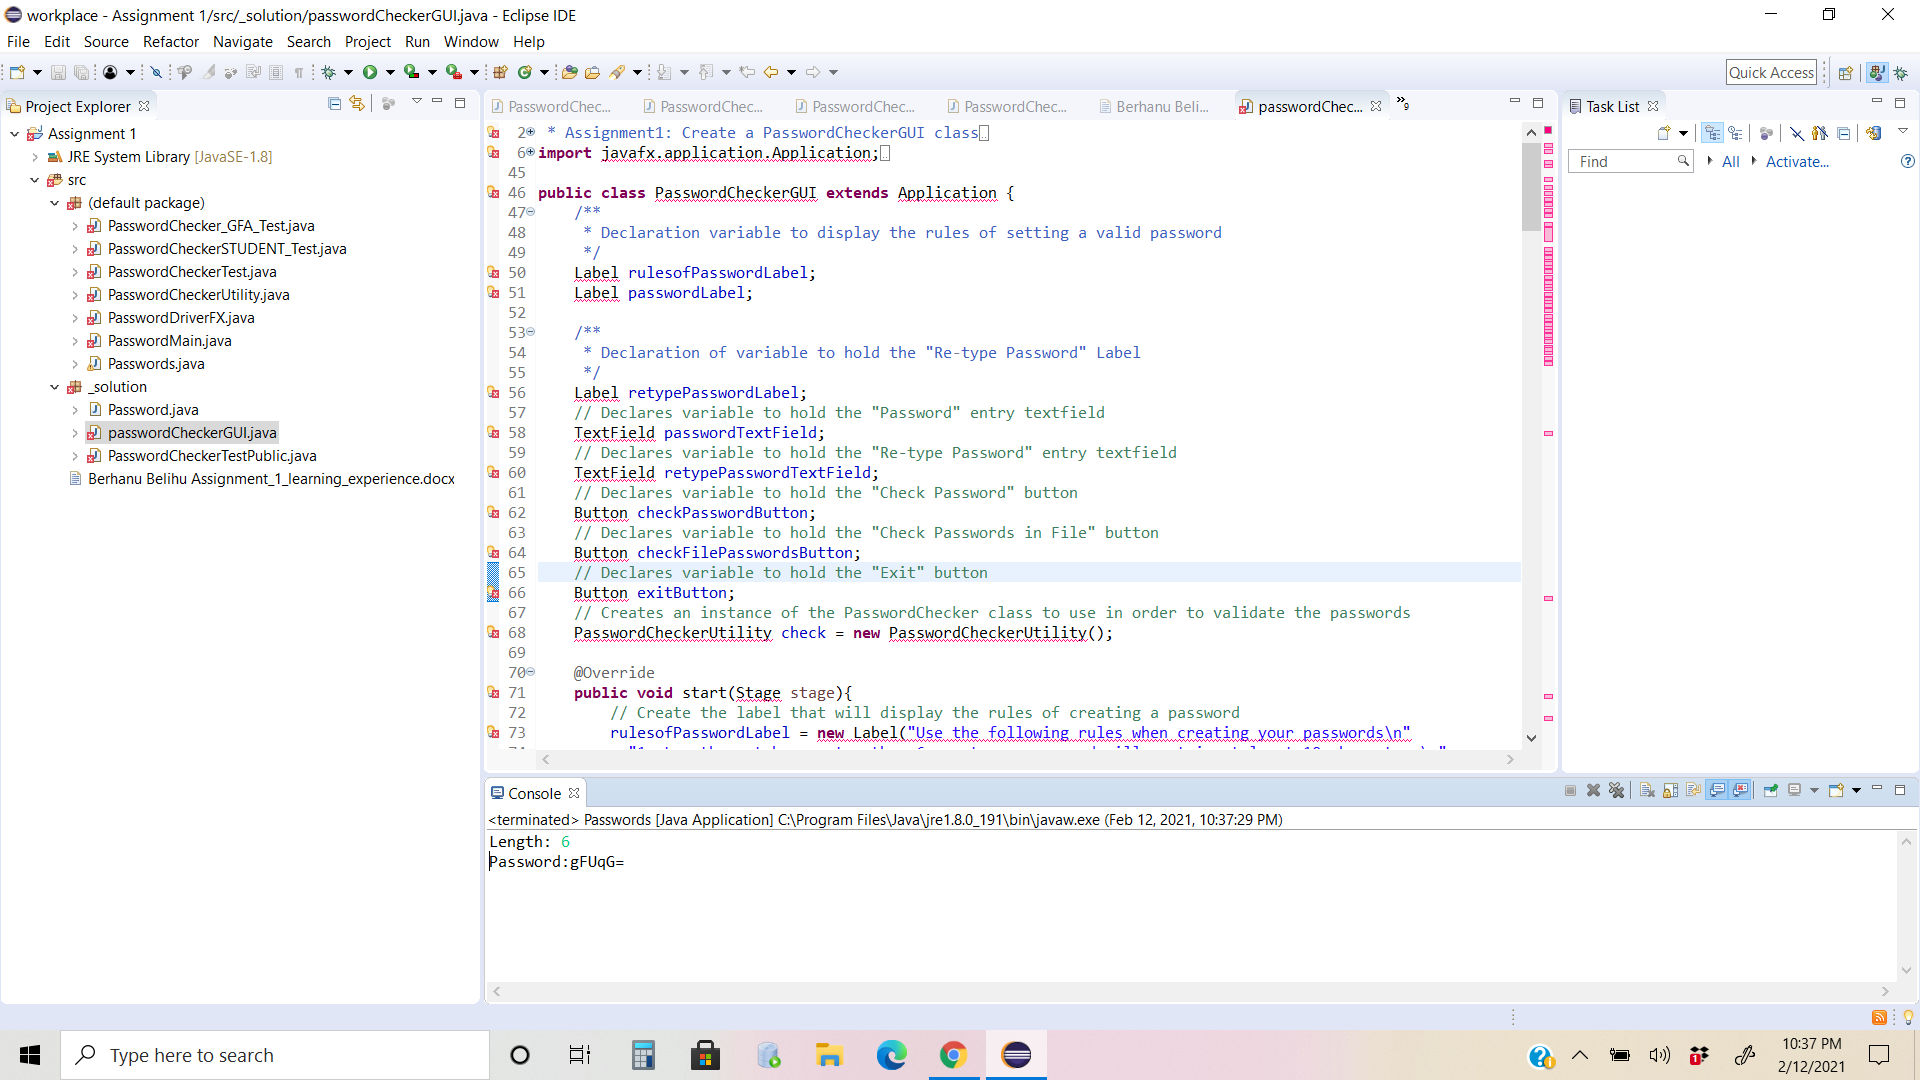 workplace - Assignment 1/src/_solution/passwordCheckerGUI.java - Eclipse IDE
File Edit Source Refactor Navigate Search Project Run Window Help
Quick Access
Project Explorer
Assignment 1
JRE System Library [JavaSE-1.8]
src
(default package)
PasswordChecker_GFA_Test.java
PasswordCheckerSTUDENT_Test.java
PasswordCheckerTest.java
PasswordCheckerUtility.java
PasswordDriverFX.java
PasswordMain.java
Passwords.java
_solution
Password.java
passwordCheckerGUI.java
PasswordCheckerTestPublic.java
Berhanu Belihu Assignment_1_learning_experience.docx
PasswordChec... PasswordChec... PasswordChec... PasswordChec... Berhanu Beli... passwordChec... »9
2 * Assignment1: Create a PasswordCheckerGUI class
6 import javafx.application.Application;
45
46 public class PasswordCheckerGUI extends Application {
47 /**
48 * Declaration variable to display the rules of setting a valid password
49 */
50 Label rulesofPasswordLabel;
51 Label passwordLabel;
52
53 /**
54 * Declaration of variable to hold the "Re-type Password" Label
55 */
56 Label retypePasswordLabel;
57 // Declares variable to hold the "Password" entry textfield
58 TextField passwordTextField;
59 // Declares variable to hold the "Re-type Password" entry textfield
60 TextField retypePasswordTextField;
61 // Declares variable to hold the "Check Password" button
62 Button checkPasswordButton;
63 // Declares variable to hold the "Check Passwords in File" button
64 Button checkFilePasswordsButton;
65 // Declares variable to hold the "Exit" button
66 Button exitButton;
67 // Creates an instance of the PasswordChecker class to use in order to validate the passwords
68 PasswordCheckerUtility check = new PasswordCheckerUtility();
69
70 @Override
71 public void start(Stage stage){
72 // Create the label that will display the rules of creating a password
73 rulesofPasswordLabel = new Label("Use the following rules when creating your passwords\n"
Task List
Find All Activate...
Console
<terminated> Passwords [Java Application] C:\Program Files\Java\jre1.8.0_191\bin\javaw.exe (Feb 12, 2021, 10:37:29 PM)
Length: 6
Password:gFUqG=
Type here to search
10:37 PM
2/12/2021